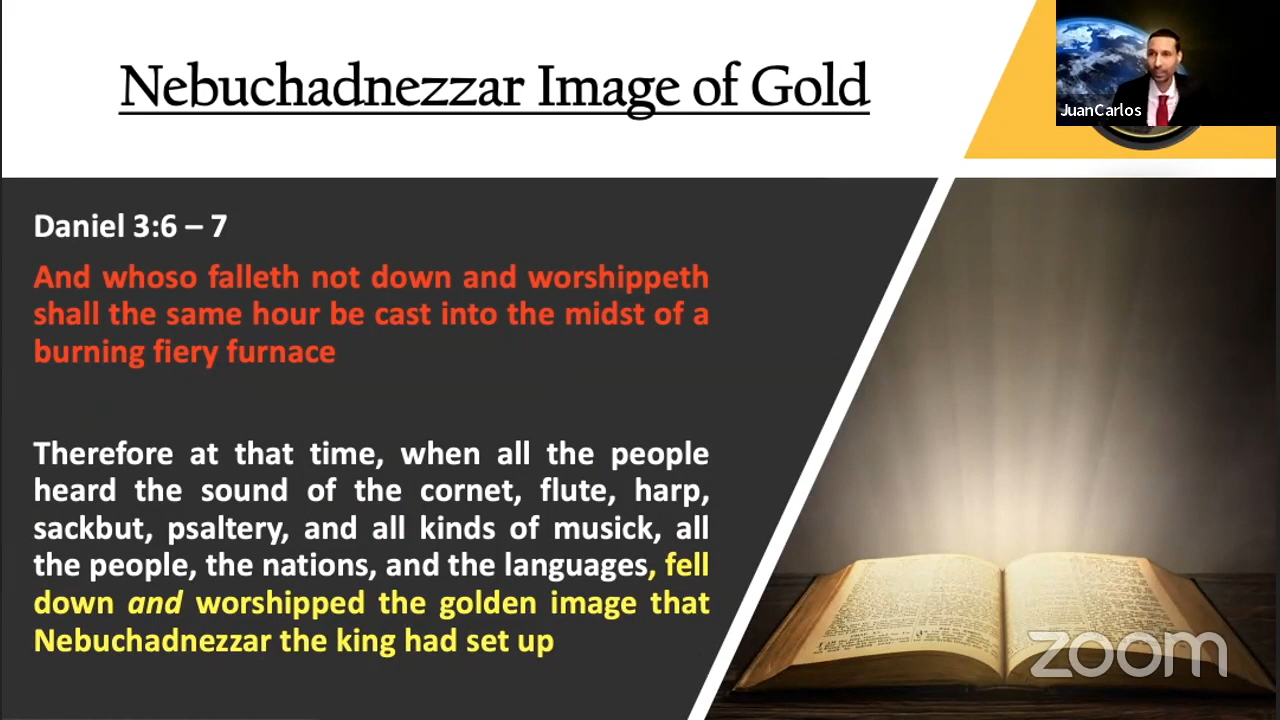 Nebuchadnezzar Image of Gold
JuanCarlos
Daniel 3:6 – 7
And whoso falleth not down and worshippeth
shall the same hour be cast into the midst of a
burning fiery furnace
Therefore at that time, when all the people
heard the sound of the cornet, flute, harp,
sackbut, psaltery, and all kinds of musick, all
the people, the nations, and the languages, fell
down and worshipped the golden image that
Nebuchadnezzar the king had set up
zoom